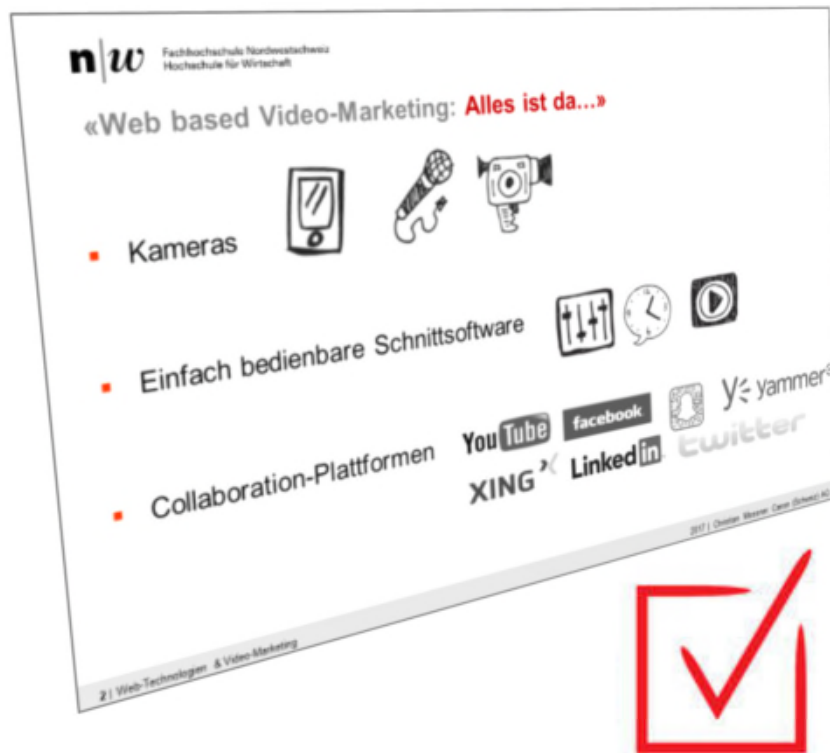 n|w Fachhochschule Nordwestschweiz
Hochschule für Wirtschaft
«Web based Video-Marketing: Alles ist da...»
Kameras
Einfach bedienbare Schnittsoftware
Collaboration-Plattformen
YouTube facebook yammer
XING LinkedIn twitter
2017 | Christian Canon (Schweiz) AG
2 | Web-Technologien & Video-Marketing